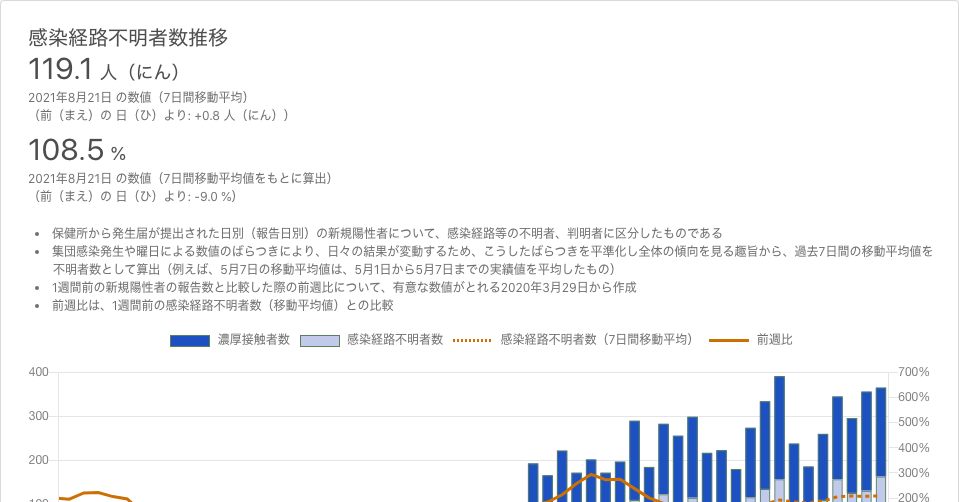 感染経路不明者数推移
119.1 人（にん）
2021年8月21日 の数値（7日間移動平均）
（前（まえ）の 日（ひ）より: +0.8 人（にん））
108.5 %
2021年8月21日 の数値（7日間移動平均値をもとに算出）
（前（まえ）の 日（ひ）より: -9.0 %）
• 保健所から発生届が提出された日別（報告日別）の新規陽性者について、感染経路等の不明者、判明者に区分したものである
• 集団感染発生や曜日による数値のばらつきにより、日々の結果が変動するため、こうしたばらつきを平準化し全体の傾向を見る趣旨から、過去7日間の移動平均値を
不明者数として算出（例えば、5月7日の移動平均値は、5月1日から5月7日までの実績値を平均したもの）
• 1週間前の新規陽性者の報告数と比較した際の前週比について、有意な数値がとれる2020年3月29日から作成
• 前週比は、1週間前の感染経路不明者数（移動平均値）との比較
濃厚接触者数 感染経路不明者数 感染経路不明者数（7日間移動平均） 前週比
400 700%
600%
300 500%
400%
200 300%
100 200%